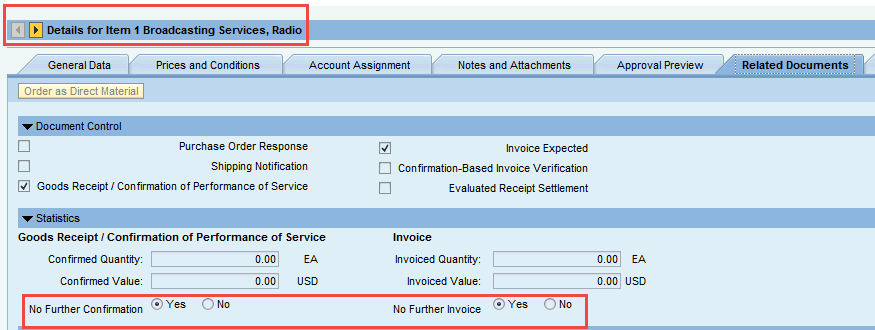 Details for Item 1 Broadcasting Services, Radio
General Data Prices and Conditions Account Assignment Notes and Attachments Approval Preview Related Documents
Order as Direct Material
Document Control
Purchase Order Response Invoice Expected
Shipping Notification Confirmation-Based Invoice Verification
Goods Receipt / Confirmation of Performance of Service Evaluated Receipt Settlement
Statistics
Goods Receipt / Confirmation of Performance of Service Invoice
Confirmed Quantity: 0.00 EA Invoiced Quantity: 0.00 EA
Confirmed Value: 0.00 USD Invoiced Value: 0.00 USD
No Further Confirmation Yes No No Further Invoice Yes No